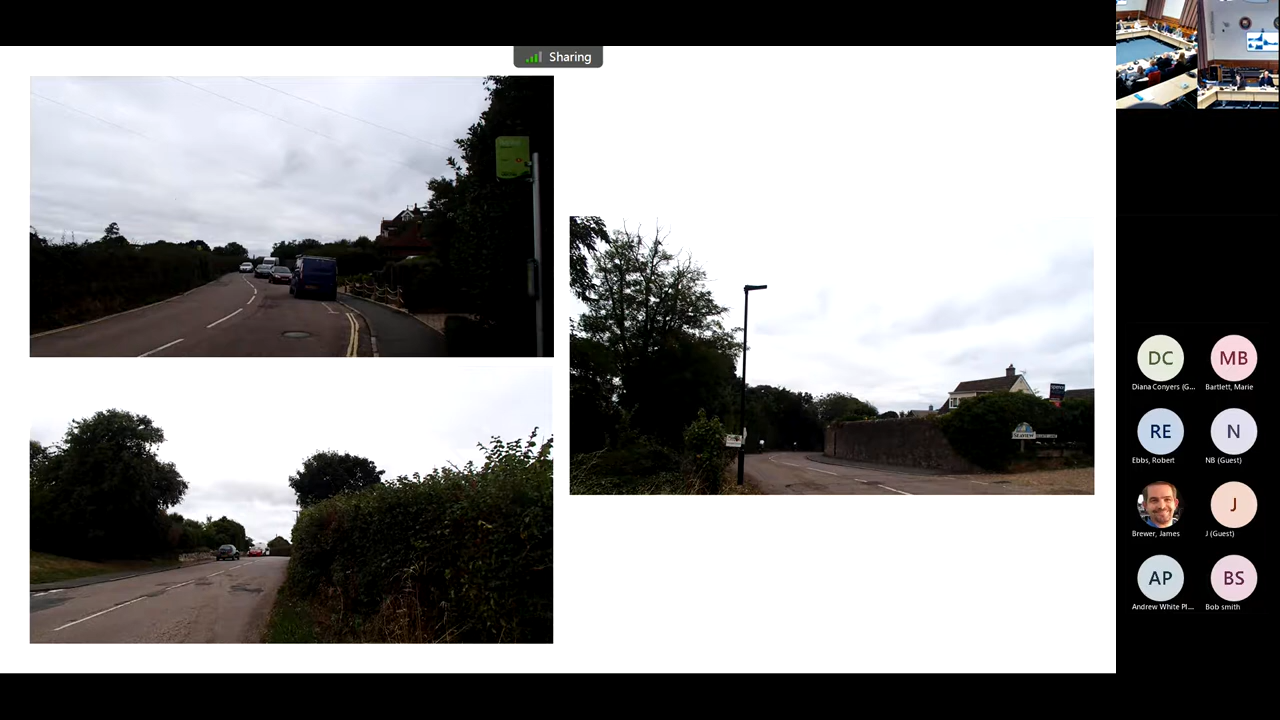 Sharing
SEAVIEW
DC
MB
Diana Conyers (G...
Bartlett, Marie
RE
N
Ebbs, Robert
NB (Guest)
J
Brewer, James
J (Guest)
AP
BS
Andrew White Pl...
Bob smith